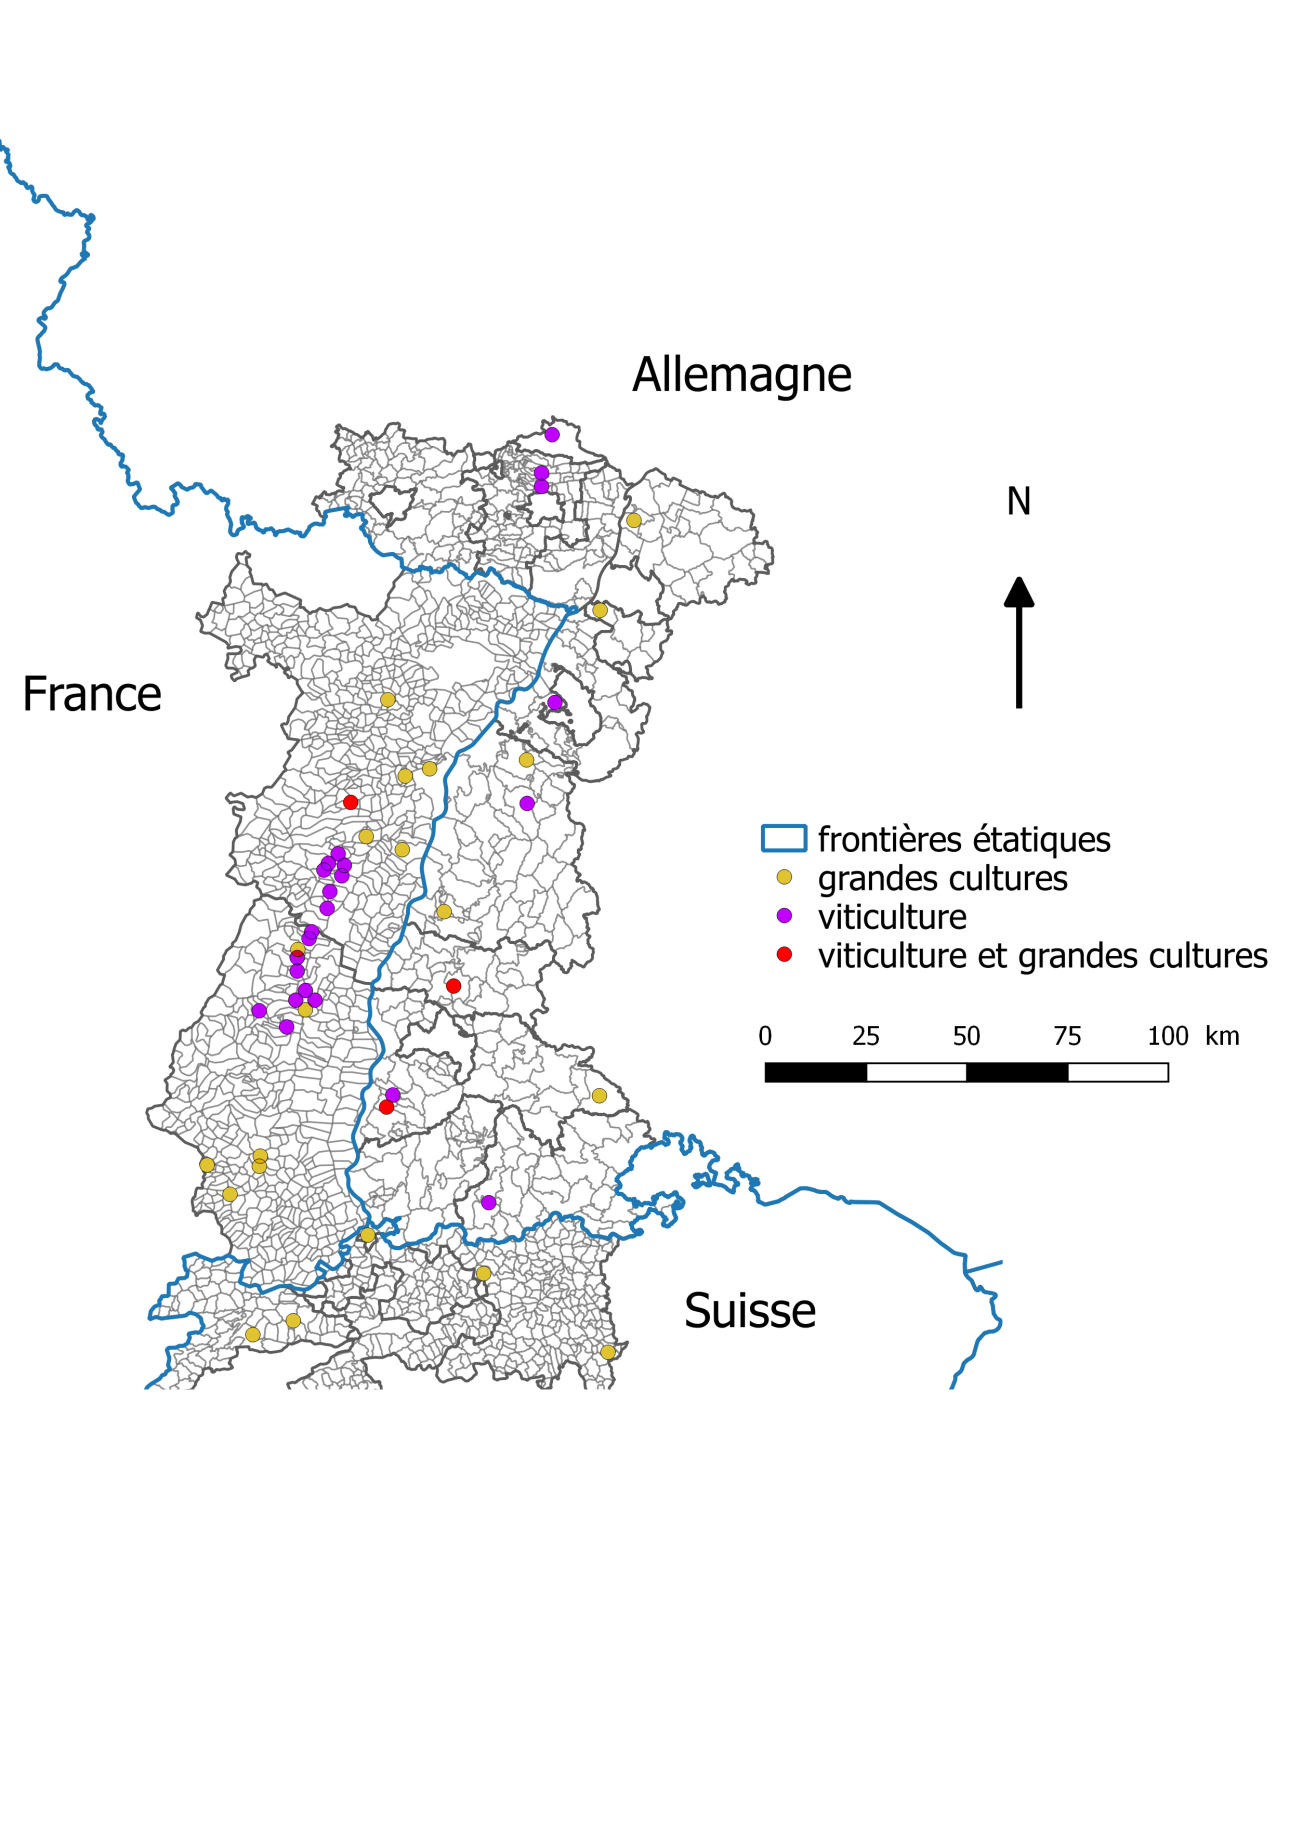 Allemagne
N
France
frontières étatiques
grandes cultures
viticulture
viticulture et grandes cultures
0 25 50 75 100 km
Suisse